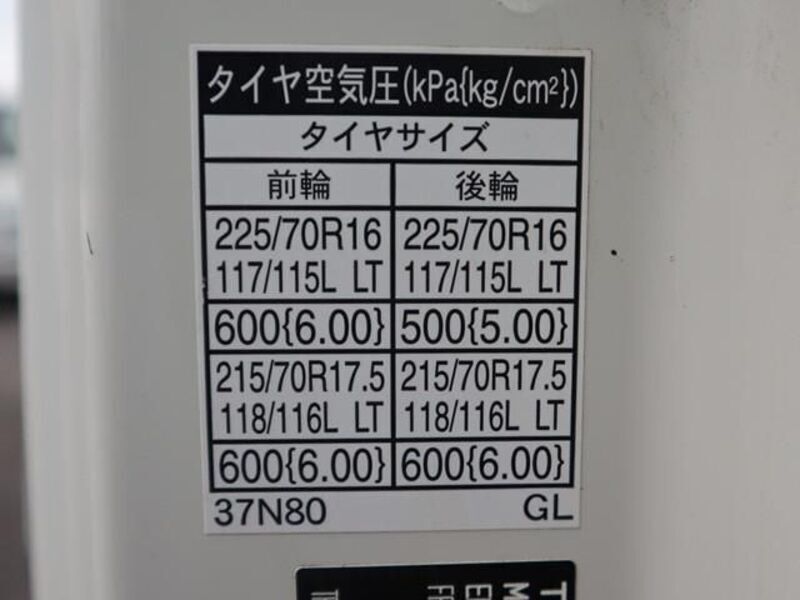 タイヤ空気圧(kPa{kg/cm²})
タイヤサイズ
前輪 後輪
225/70R16 225/70R16
117/115L LT 117/115L LT
600{6.00} 500{5.00}
215/70R17.5 215/70R17.5
118/116L LT 118/116L LT
600{6.00} 600{6.00}
37N80 GL